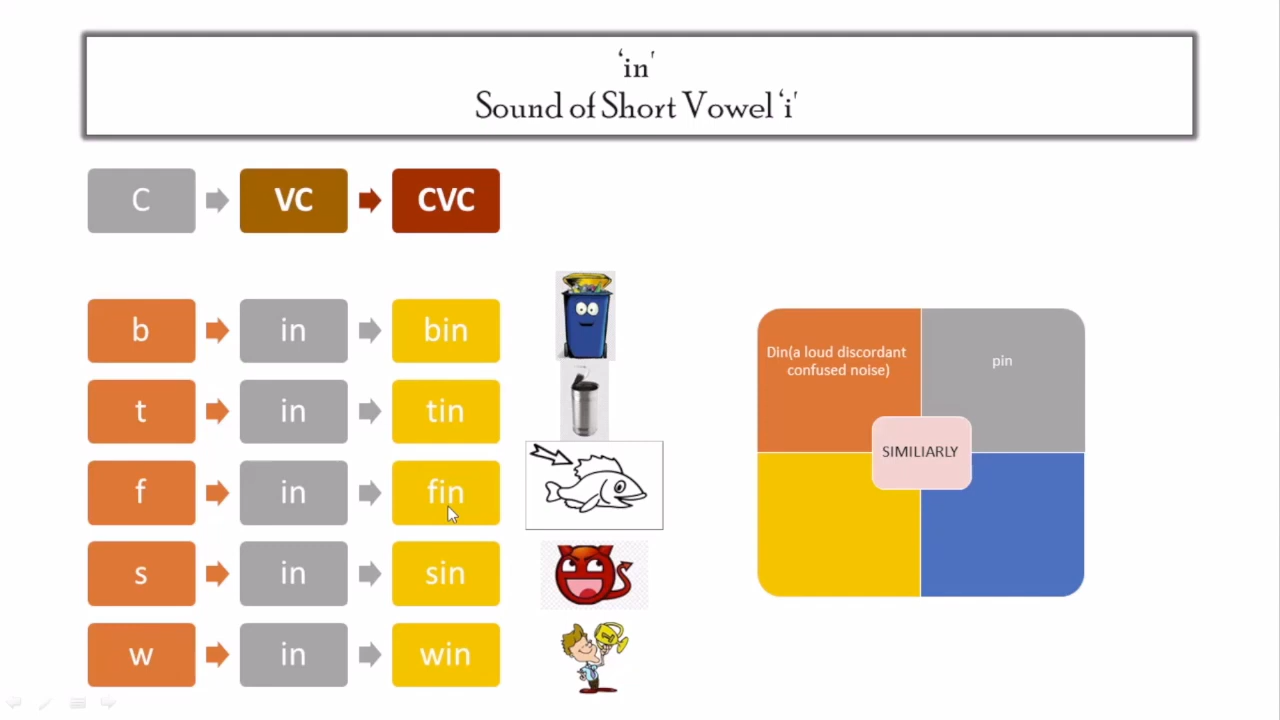 ‘in’
Sound of Short Vowel ‘i’
C VC CVC
b in bin
t in tin
f in fin
s in sin
w in win
Din(a loud discordant
confused noise)
pin
SIMILIARLY